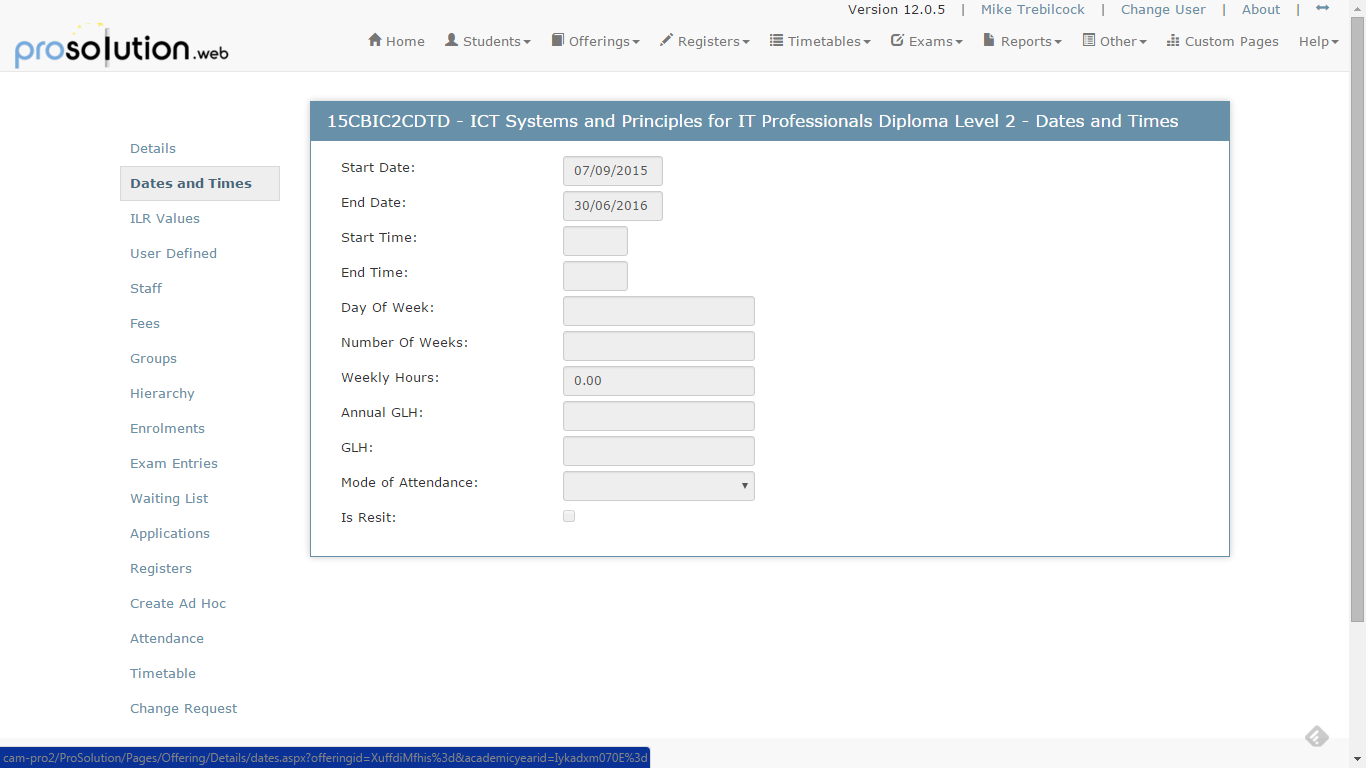 Version 12.0.5 | Mike Trebilcock | Change User | About |
prosolution.web
Home Students Offerings Registers Timetables Exams Reports Other Custom Pages Help
15CBIC2CDTD - ICT Systems and Principles for IT Professionals Diploma Level 2 - Dates and Times
Details
Dates and Times
ILR Values
User Defined
Staff
Fees
Groups
Hierarchy
Enrolments
Exam Entries
Waiting List
Applications
Registers
Create Ad Hoc
Attendance
Timetable
Change Request
Start Date: 07/09/2015
End Date: 30/06/2016
Start Time:
End Time:
Day Of Week:
Number Of Weeks:
Weekly Hours: 0.00
Annual GLH:
GLH:
Mode of Attendance:
Is Resit:
cam-pro2/ProSolution/Pages/Offering/Details/dates.aspx?offeringid=XuffdiMfhis%3d&academicyearid=Iykadxm070E%3d